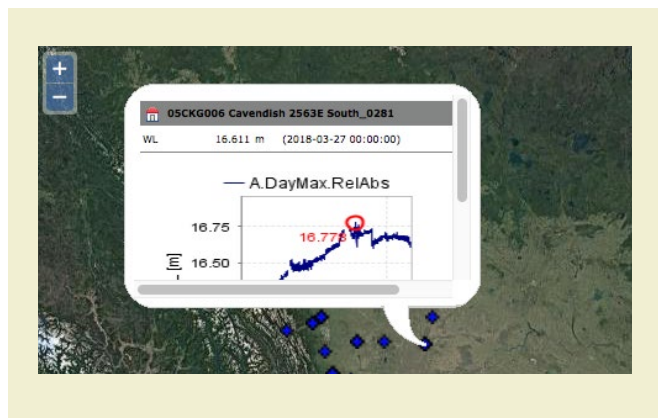 +
−
05CKG006 Cavendish 2563E South_0281
WL 16.611 m (2018-03-27 00:00:00)
— A.DayMax.RelAbs
16.75
16.778
16.50
[m]